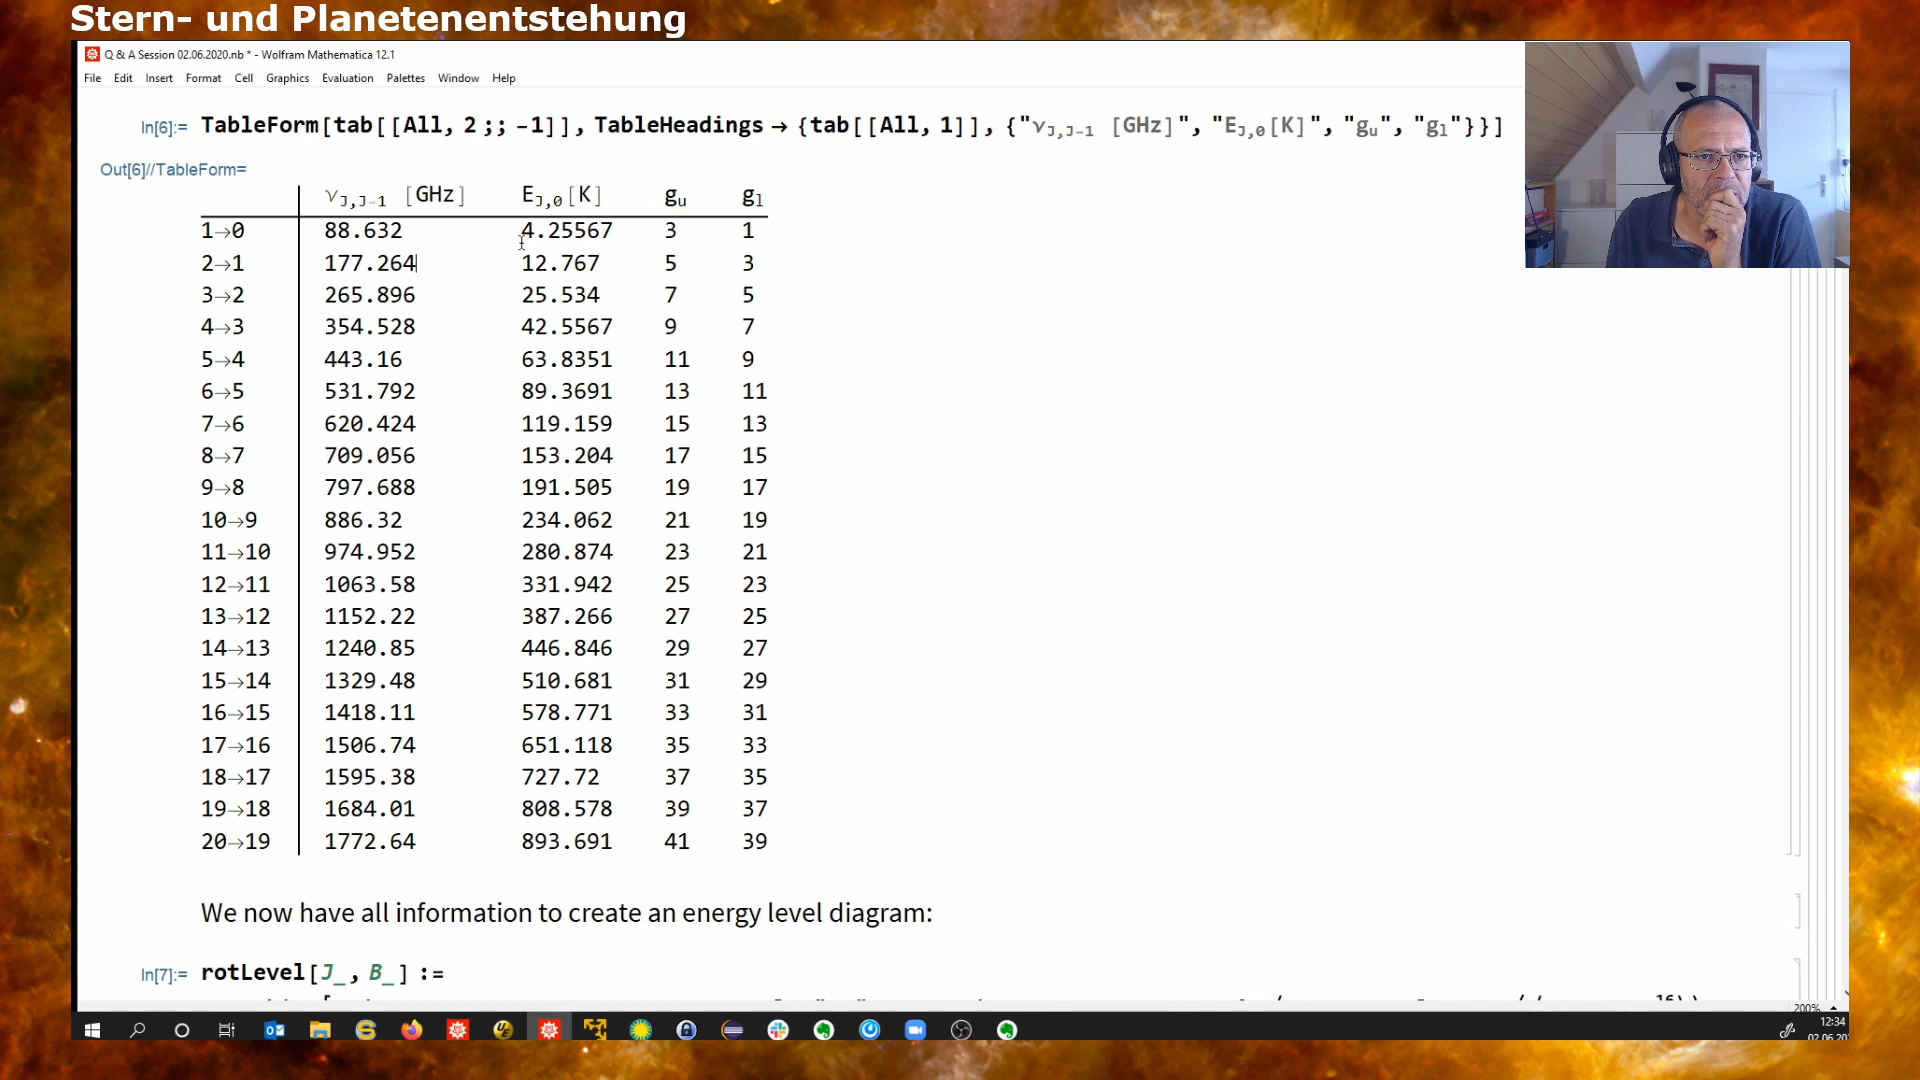 Stern- und Planetenentstehung
Q & A Session 02.06.2020.nb * - Wolfram Mathematica 12.1
File Edit Insert Format Cell Graphics Evaluation Palettes Window Help
In[6]:= TableForm[tab[[All, 2 ;; -1]], TableHeadings → {tab[[All, 1]], {"νJ,J-1 [GHz]", "EJ,0[K]", "gu", "gl"}}]
Out[6]//TableForm=
νJ,J-1 [GHz] EJ,0[K] gu gl
1→0 88.632 4.25567 3 1
2→1 177.264 12.767 5 3
3→2 265.896 25.534 7 5
4→3 354.528 42.5567 9 7
5→4 443.16 63.8351 11 9
6→5 531.792 89.3691 13 11
7→6 620.424 119.159 15 13
8→7 709.056 153.204 17 15
9→8 797.688 191.505 19 17
10→9 886.32 234.062 21 19
11→10 974.952 280.874 23 21
12→11 1063.58 331.942 25 23
13→12 1152.22 387.266 27 25
14→13 1240.85 446.846 29 27
15→14 1329.48 510.681 31 29
16→15 1418.11 578.771 33 31
17→16 1506.74 651.118 35 33
18→17 1595.38 727.72 37 35
19→18 1684.01 808.578 39 37
20→19 1772.64 893.691 41 39
We now have all information to create an energy level diagram:
In[7]:= rotLevel[J_, B_] :=
200%
12:34